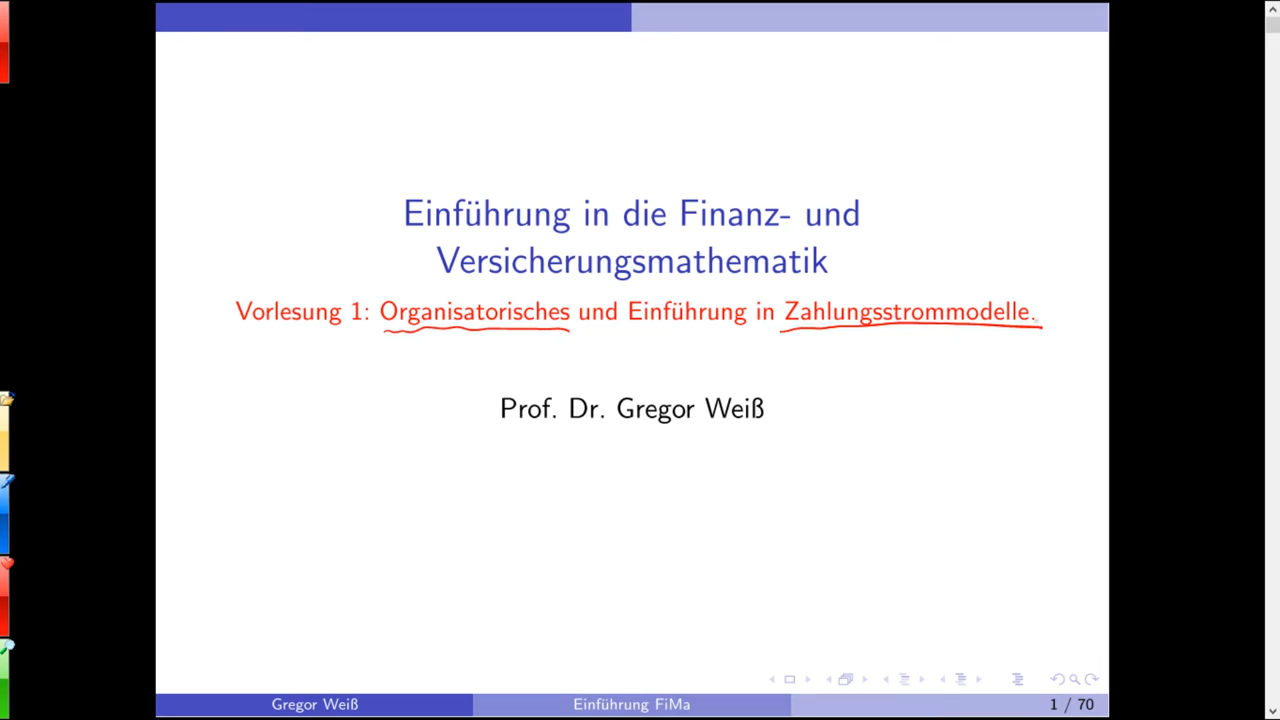 Einführung in die Finanz- und
Versicherungsmathematik
Vorlesung 1: Organisatorisches und Einführung in Zahlungsstrommodelle.
Prof. Dr. Gregor Weiß
Gregor Weiß
Einführung FiMa
1 / 70